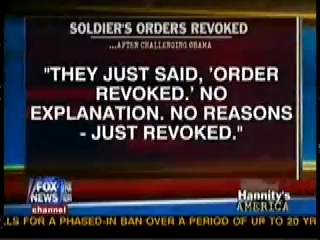 SOLDIER'S ORDERS REVOKED
...AFTER CHALLENGING OBAMA
"THEY JUST SAID, 'ORDER
REVOKED.' NO
EXPLANATION. NO REASONS
- JUST REVOKED."
FOX
NEWS
channel
Hannity's
AMERICA
LS FOR A PHASED-IN BAN OVER A PERIOD OF UP TO 20 YR